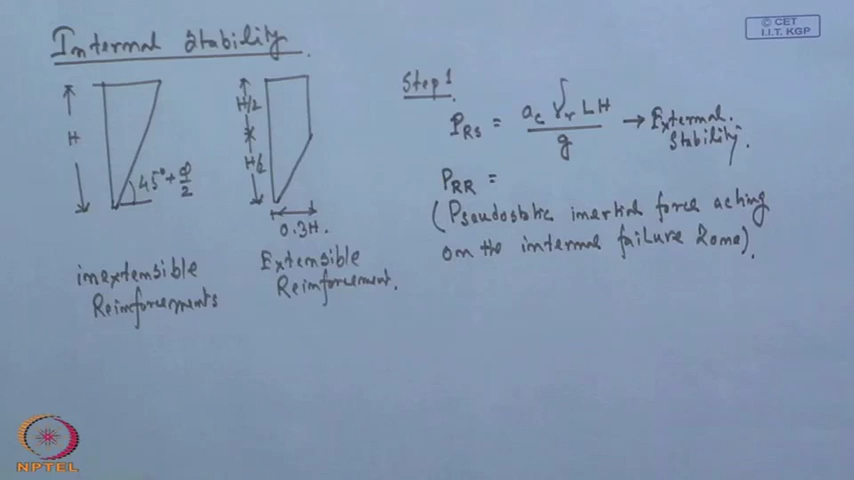 © CET
I.I.T. KGP
Internal Stability.
H
45° + Φ/2
inextensible
Reinforcements
H/2
H/2
0.3H.
Extensible
Reinforcement.
Step 1
P_RS = a_c γ_r LH / g → External.
Stability.
P_RR =
(Pseudostatic inertial force acting
on the internal failure Zone).
NPTEL